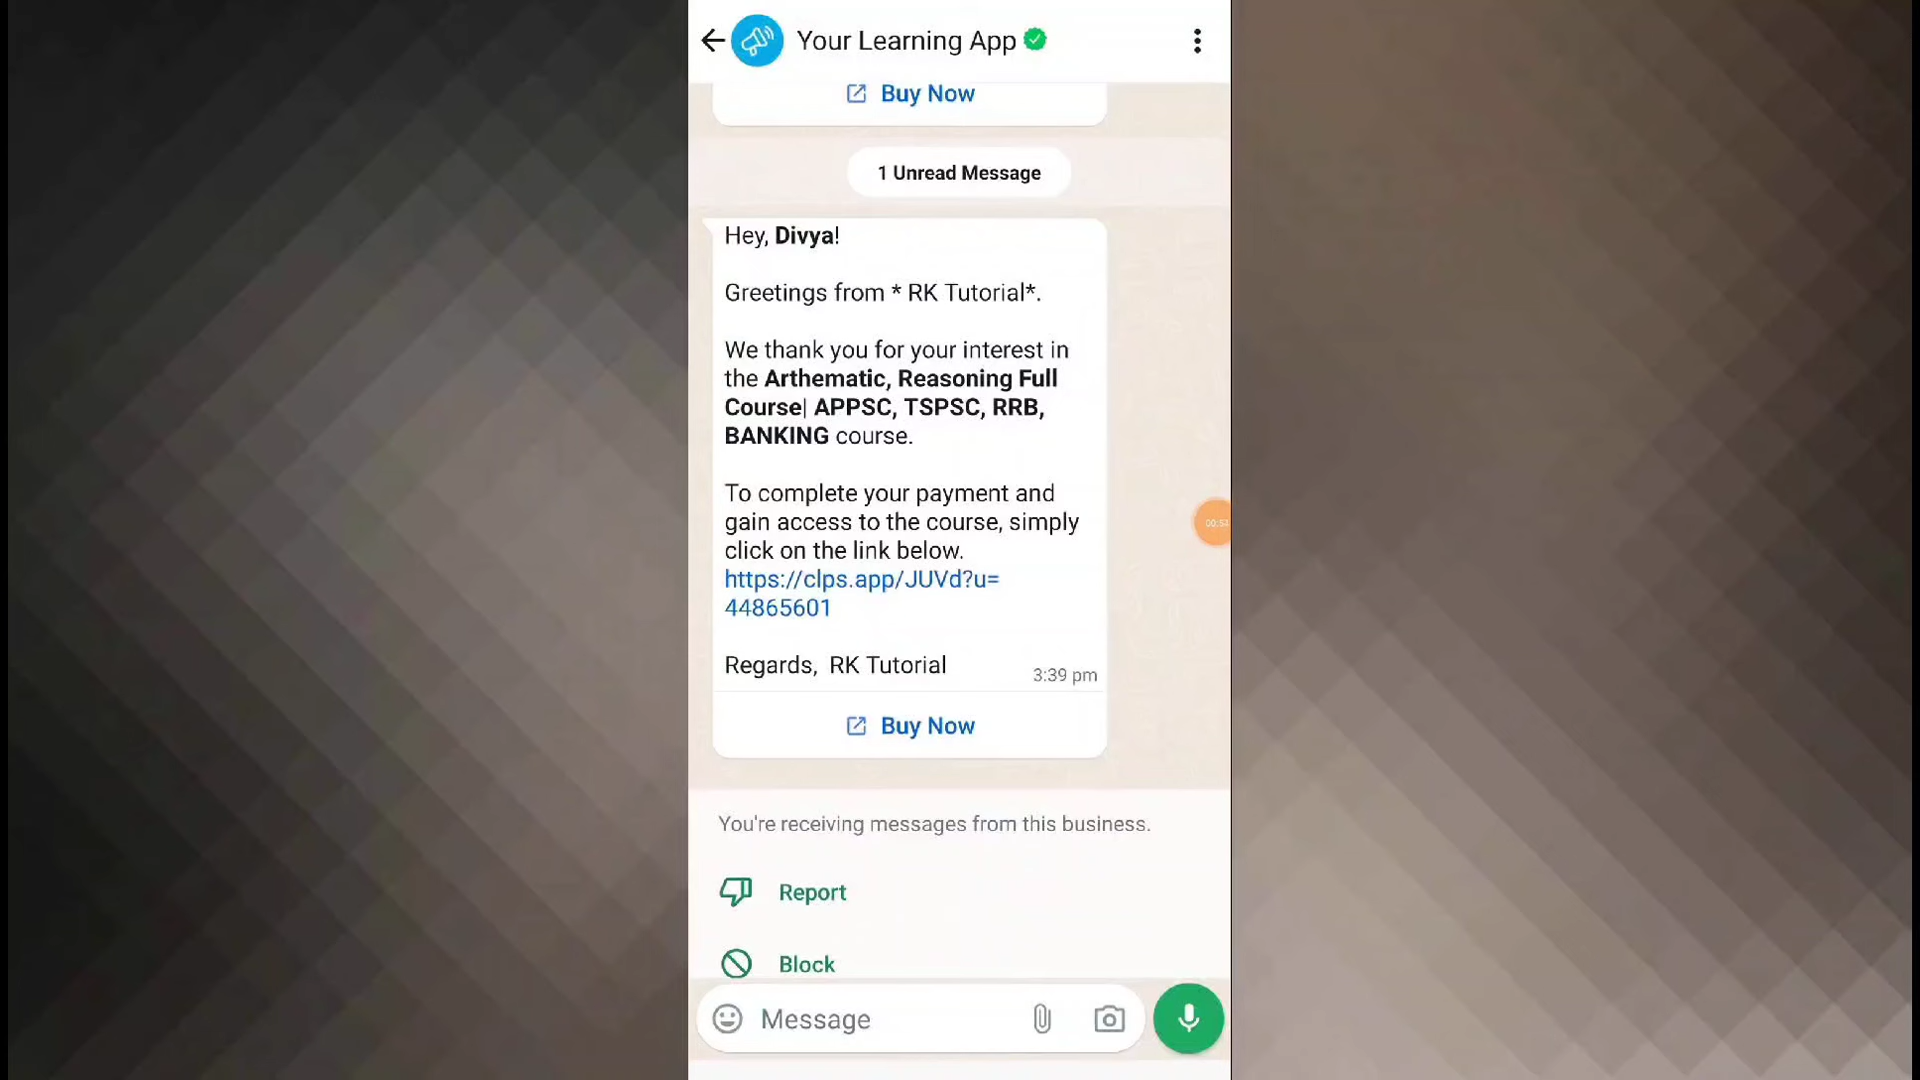 Your Learning App
Buy Now
1 Unread Message
Hey, Divya!
Greetings from * RK Tutorial*.
We thank you for your interest in
the Arthematic, Reasoning Full
Course| APPSC, TSPSC, RRB,
BANKING course.
To complete your payment and
gain access to the course, simply
click on the link below.
https://clps.app/JUVd?u=
44865601
Regards,  RK Tutorial
3:39 pm
Buy Now
You're receiving messages from this business.
Report
Block
Message